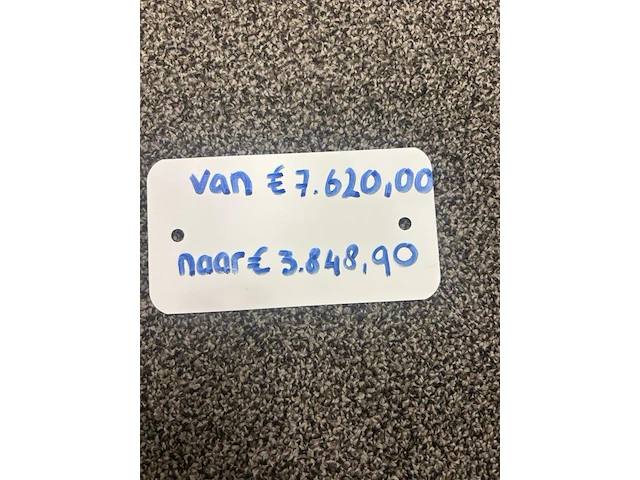 van € 7.620,00
naar € 3.848,90